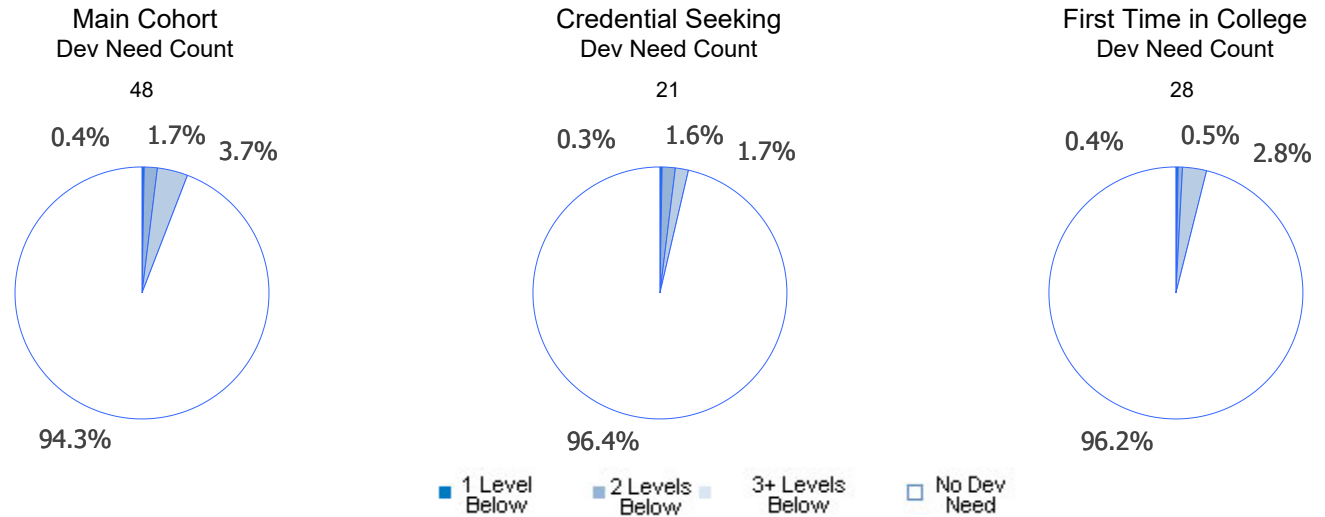 Main Cohort
Dev Need Count
48
0.4%
1.7%
3.7%
94.3%
Credential Seeking
Dev Need Count
21
0.3%
1.6%
1.7%
96.4%
First Time in College
Dev Need Count
28
0.4%
0.5%
2.8%
96.2%
1 Level
Below
2 Levels
Below
3+ Levels
Below
No Dev
Need